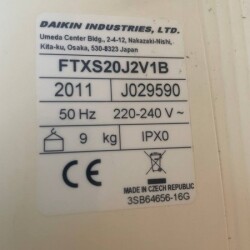 DAIKIN INDUSTRIES, LTD.
Umeda Center Bldg., 2-4-12, Nakazaki-Nishi,
Kita-ku, Osaka, 530-8323 Japan
FTXS20J2V1B
2011 J029590
50 Hz 220-240 V ~
9 kg IPX0
CE
MADE IN CZECH REPUBLIC
3SB64656-16G